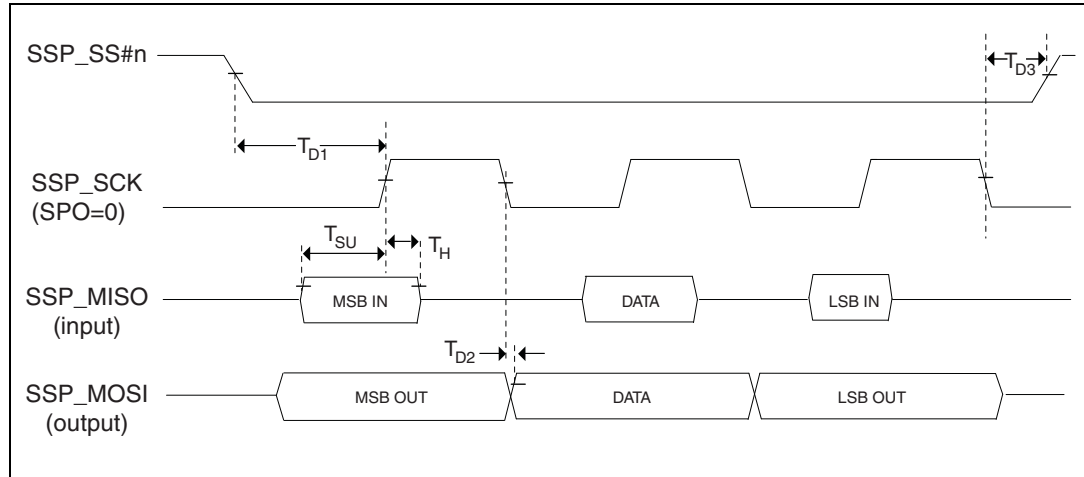 SSP_SS#n
TD3
TD1
SSP_SCK
(SPO=0)
TSU
TH
SSP_MISO
(input)
MSB IN
DATA
LSB IN
TD2
SSP_MOSI
(output)
MSB OUT
DATA
LSB OUT